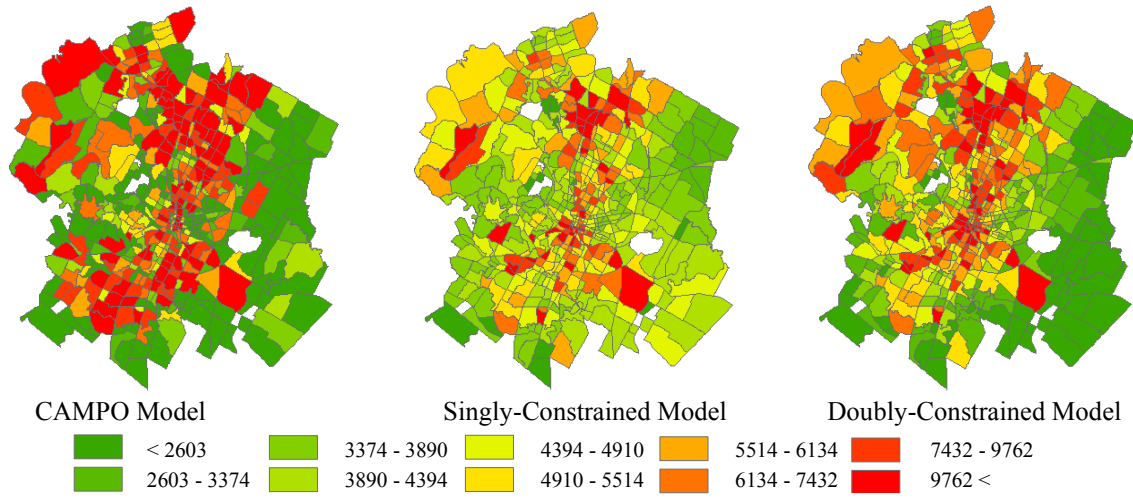 CAMPO Model Singly-Constrained Model Doubly-Constrained Model
< 2603 3374 - 3890 4394 - 4910 5514 - 6134 7432 - 9762
2603 - 3374 3890 - 4394 4910 - 5514 6134 - 7432 9762 <